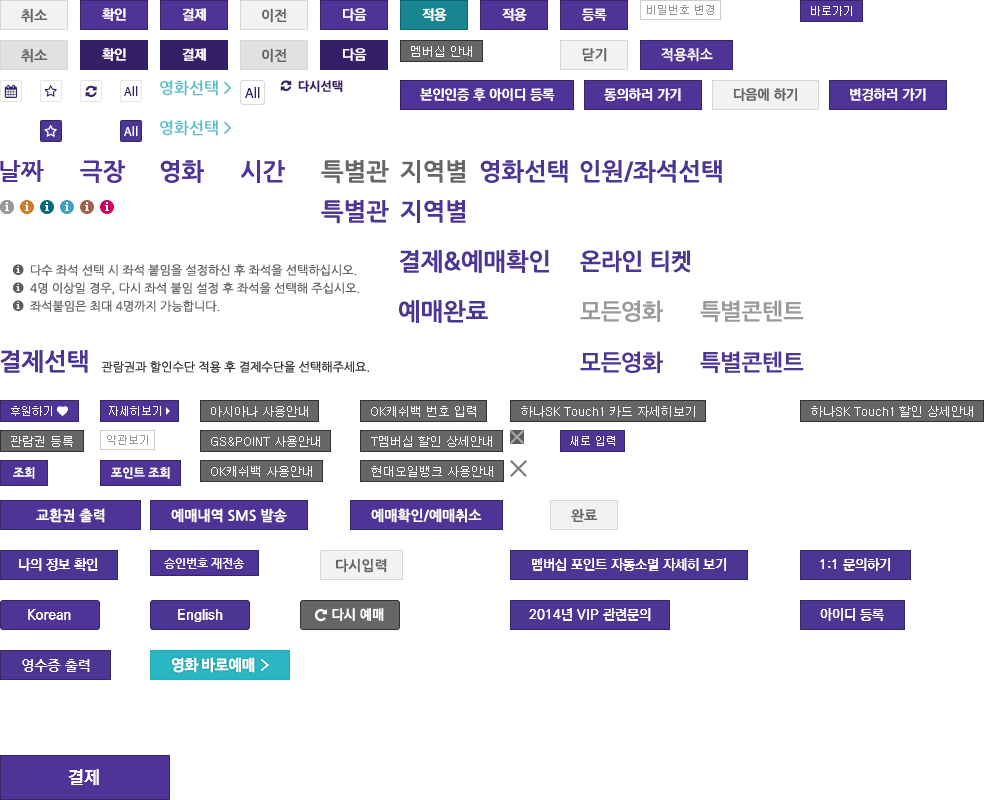 취소 확인 결제 이전 다음 적용 적용 등록 비밀번호 변경 바로가기
취소 확인 결제 이전 다음 멤버십 안내 닫기 적용취소
All 영화선택 > All 다시선택 본인인증 후 아이디 등록 동의하러 가기 다음에 하기 변경하러 가기
All 영화선택 >
날짜 극장 영화 시간 특별관 지역별 영화선택 인원/좌석선택
특별관 지역별
결제&예매확인 온라인 티켓
다수 좌석 선택 시 좌석 붙임을 설정하신 후 좌석을 선택하십시오.
4명 이상일 경우, 다시 좌석 붙임 설정 후 좌석을 선택해 주십시오.
좌석붙임은 최대 4명까지 가능합니다.
예매완료 모든영화 특별콘텐트
결제선택 관람권과 할인수단 적용 후 결제수단을 선택해주세요. 모든영화 특별콘텐트
후원하기 자세히보기 아시아나 사용안내 OK캐쉬백 번호 입력 하나SK Touch1 카드 자세히보기 하나SK Touch1 할인 상세안내
관람권 등록 약관보기 GS&POINT 사용안내 T멤버십 할인 상세안내 새로 입력
조회 포인트 조회 OK캐쉬백 사용안내 현대오일뱅크 사용안내
교환권 출력 예매내역 SMS 발송 예매확인/예매취소 완료
나의 정보 확인 승인번호 재전송 다시입력 멤버십 포인트 자동소멸 자세히 보기 1:1 문의하기
Korean English 다시 예매 2014년 VIP 관련문의 아이디 등록
영수증 출력 영화 바로예매 >
결제